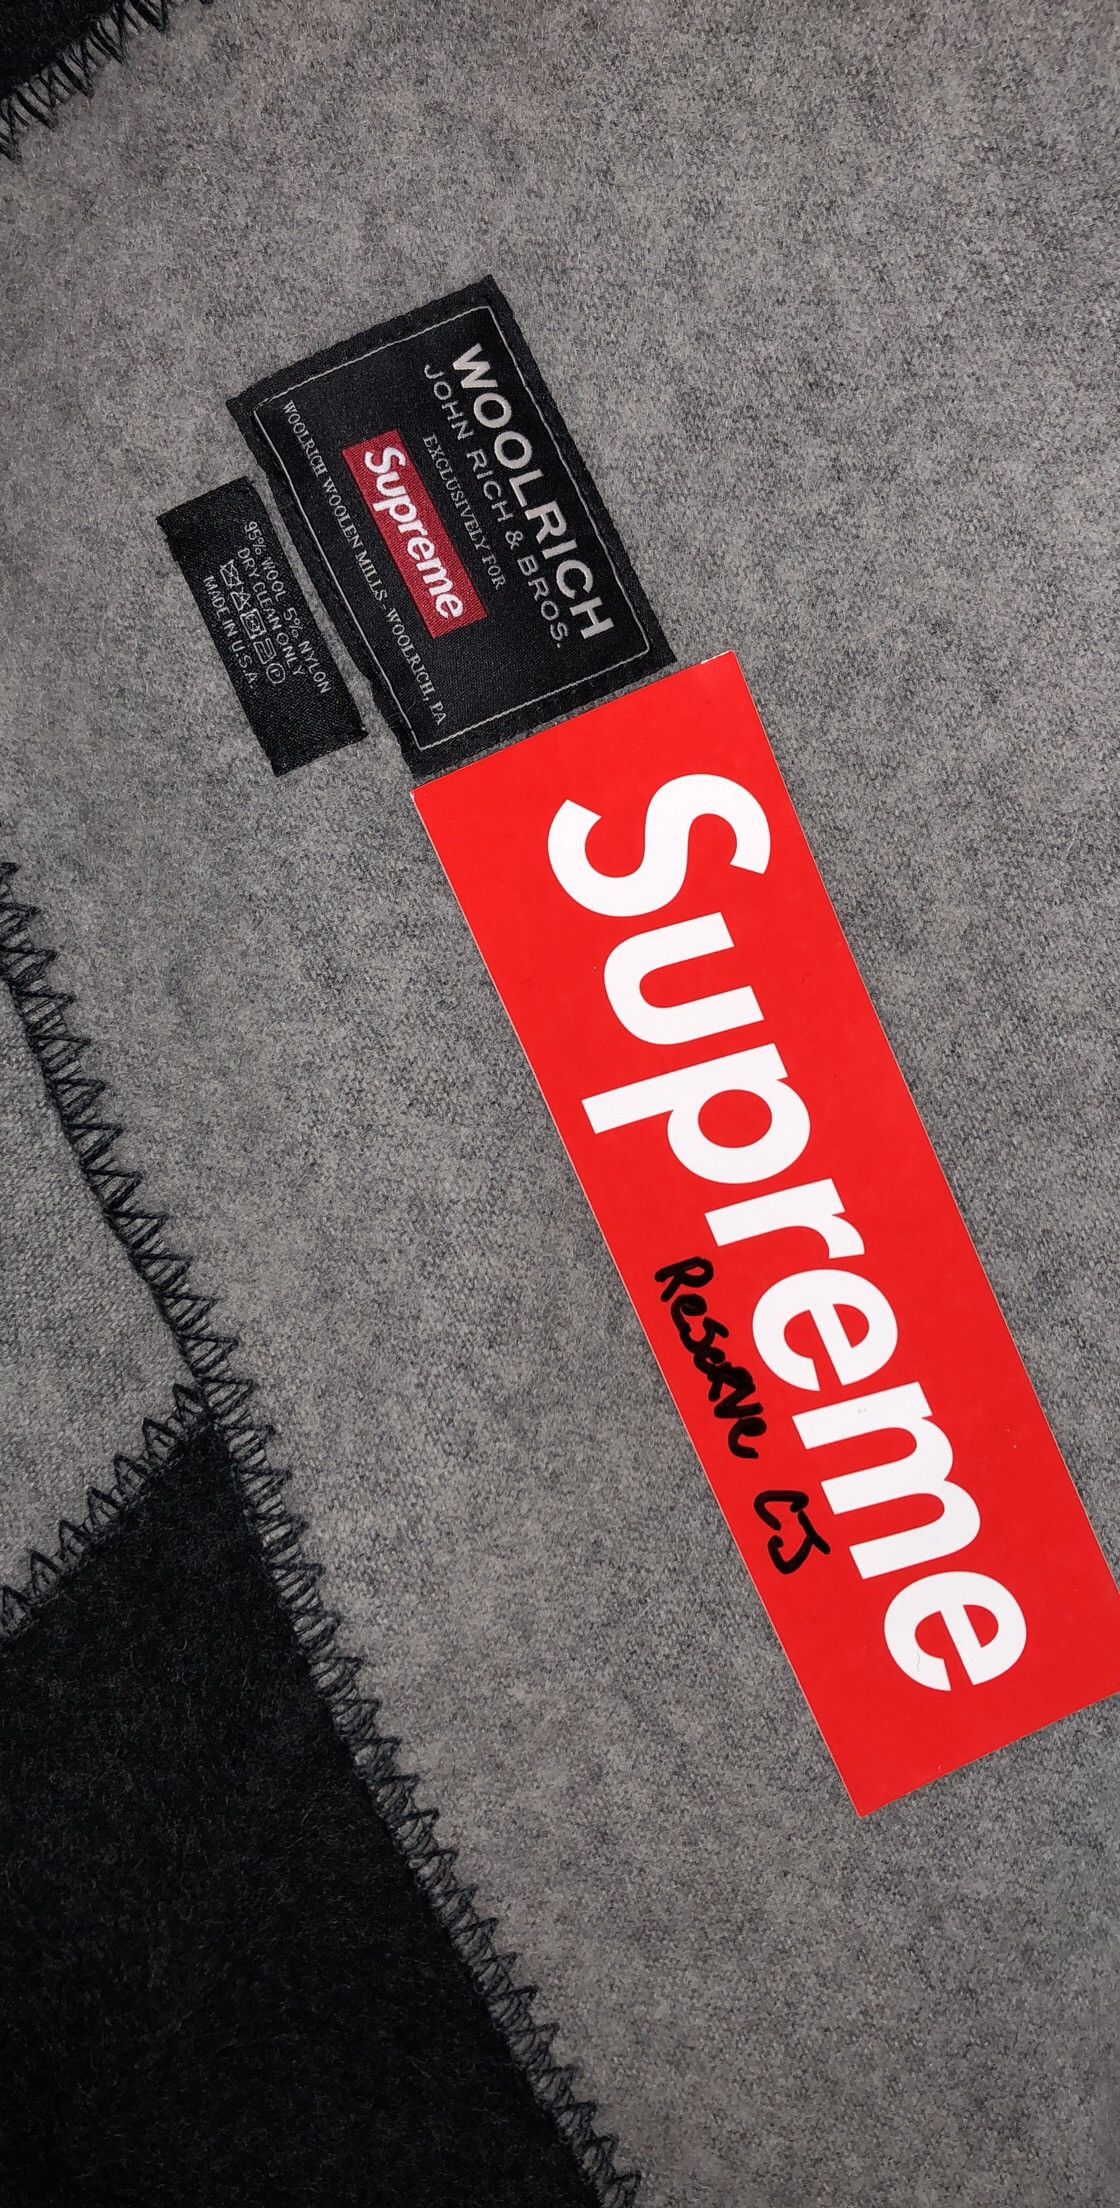 WOOLRICH
JOHN RICH & BROS.
EXCLUSIVELY FOR
Supreme
WOOLRICH WOOLEN MILLS - WOOLRICH, PA
95% WOOL 5% NYLON
DRY CLEAN ONLY
MADE IN U.S.A.
Supreme
Reserve CJ